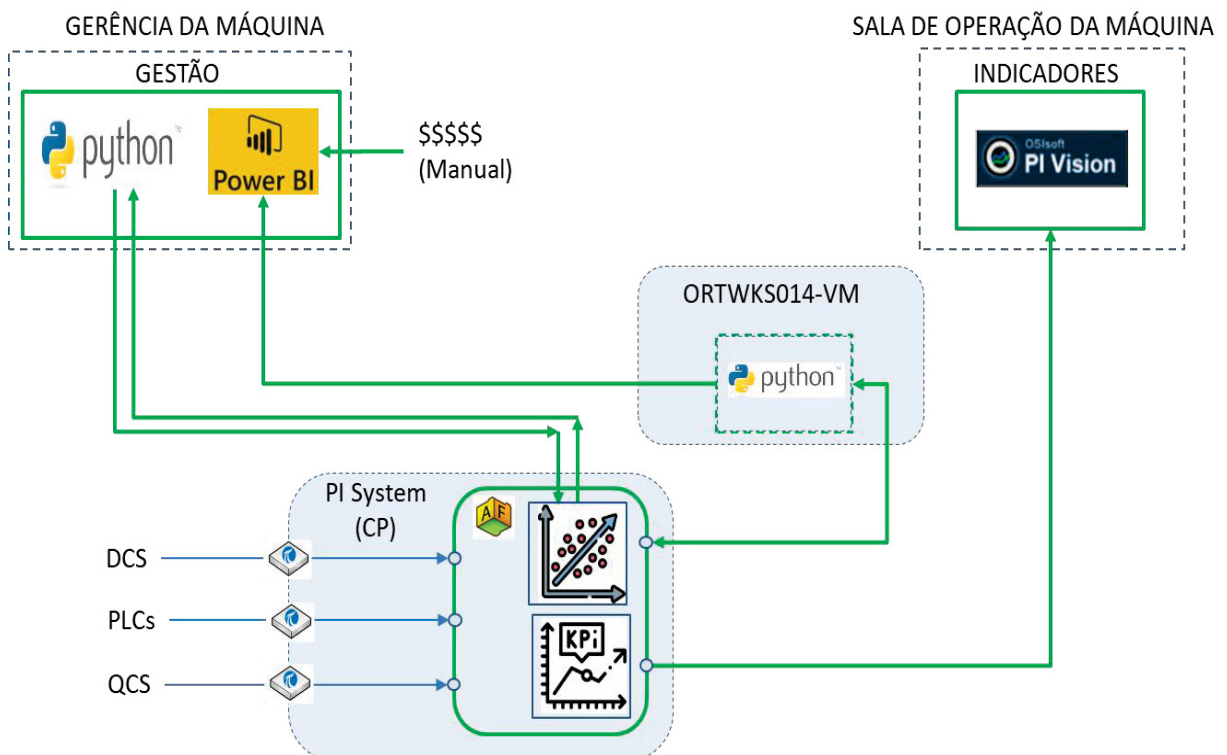 GERÊNCIA DA MÁQUINA
GESTÃO
python
Power BI
$$$$$
(Manual)
SALA DE OPERAÇÃO DA MÁQUINA
INDICADORES
OSIsoft
PI Vision
ORTWKS014-VM
python
PI System
(CP)
AF
KPi
DCS
PLCs
QCS